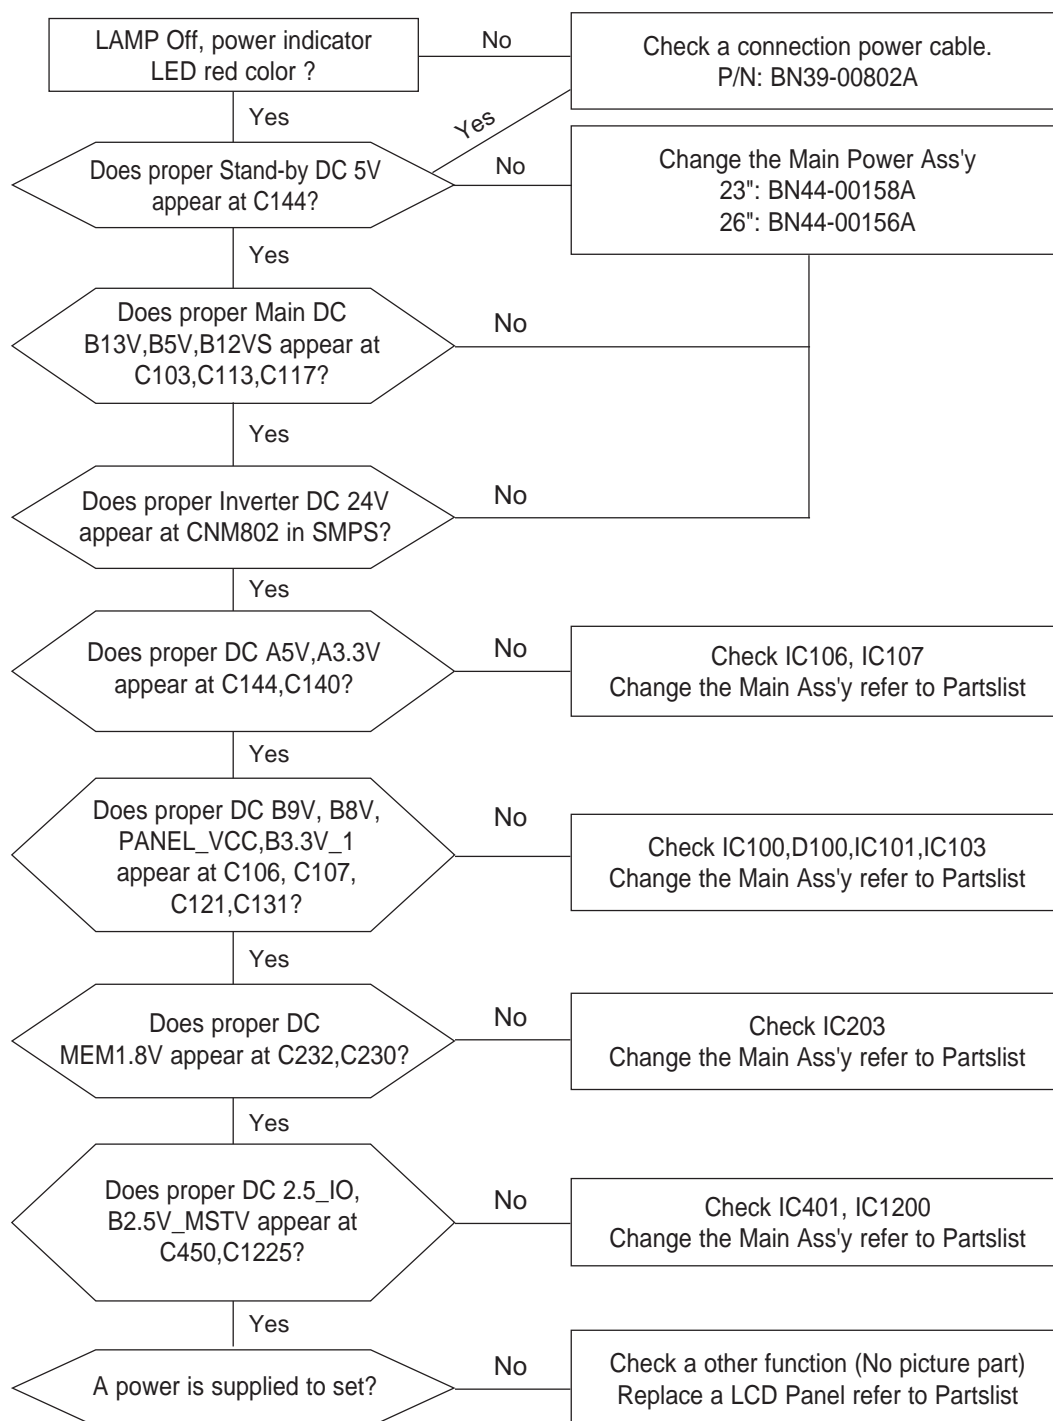 LAMP Off, power indicator
LED red color ?
No
Check a connection power cable.
P/N: BN39-00802A
Yes
Yes
Does proper Stand-by DC 5V
appear at C144?
No
Change the Main Power Ass'y
23": BN44-00158A
26": BN44-00156A
Yes
Does proper Main DC
B13V,B5V,B12VS appear at
C103,C113,C117?
No
Yes
Does proper Inverter DC 24V
appear at CNM802 in SMPS?
No
Yes
Does proper DC A5V,A3.3V
appear at C144,C140?
No
Check IC106, IC107
Change the Main Ass'y refer to Partslist
Yes
Does proper DC B9V, B8V,
PANEL_VCC,B3.3V_1
appear at C106, C107,
C121,C131?
No
Check IC100,D100,IC101,IC103
Change the Main Ass'y refer to Partslist
Yes
Does proper DC
MEM1.8V appear at C232,C230?
No
Check IC203
Change the Main Ass'y refer to Partslist
Yes
Does proper DC 2.5_IO,
B2.5V_MSTV appear at
C450,C1225?
No
Check IC401, IC1200
Change the Main Ass'y refer to Partslist
Yes
A power is supplied to set?
No
Check a other function (No picture part)
Replace a LCD Panel refer to Partslist